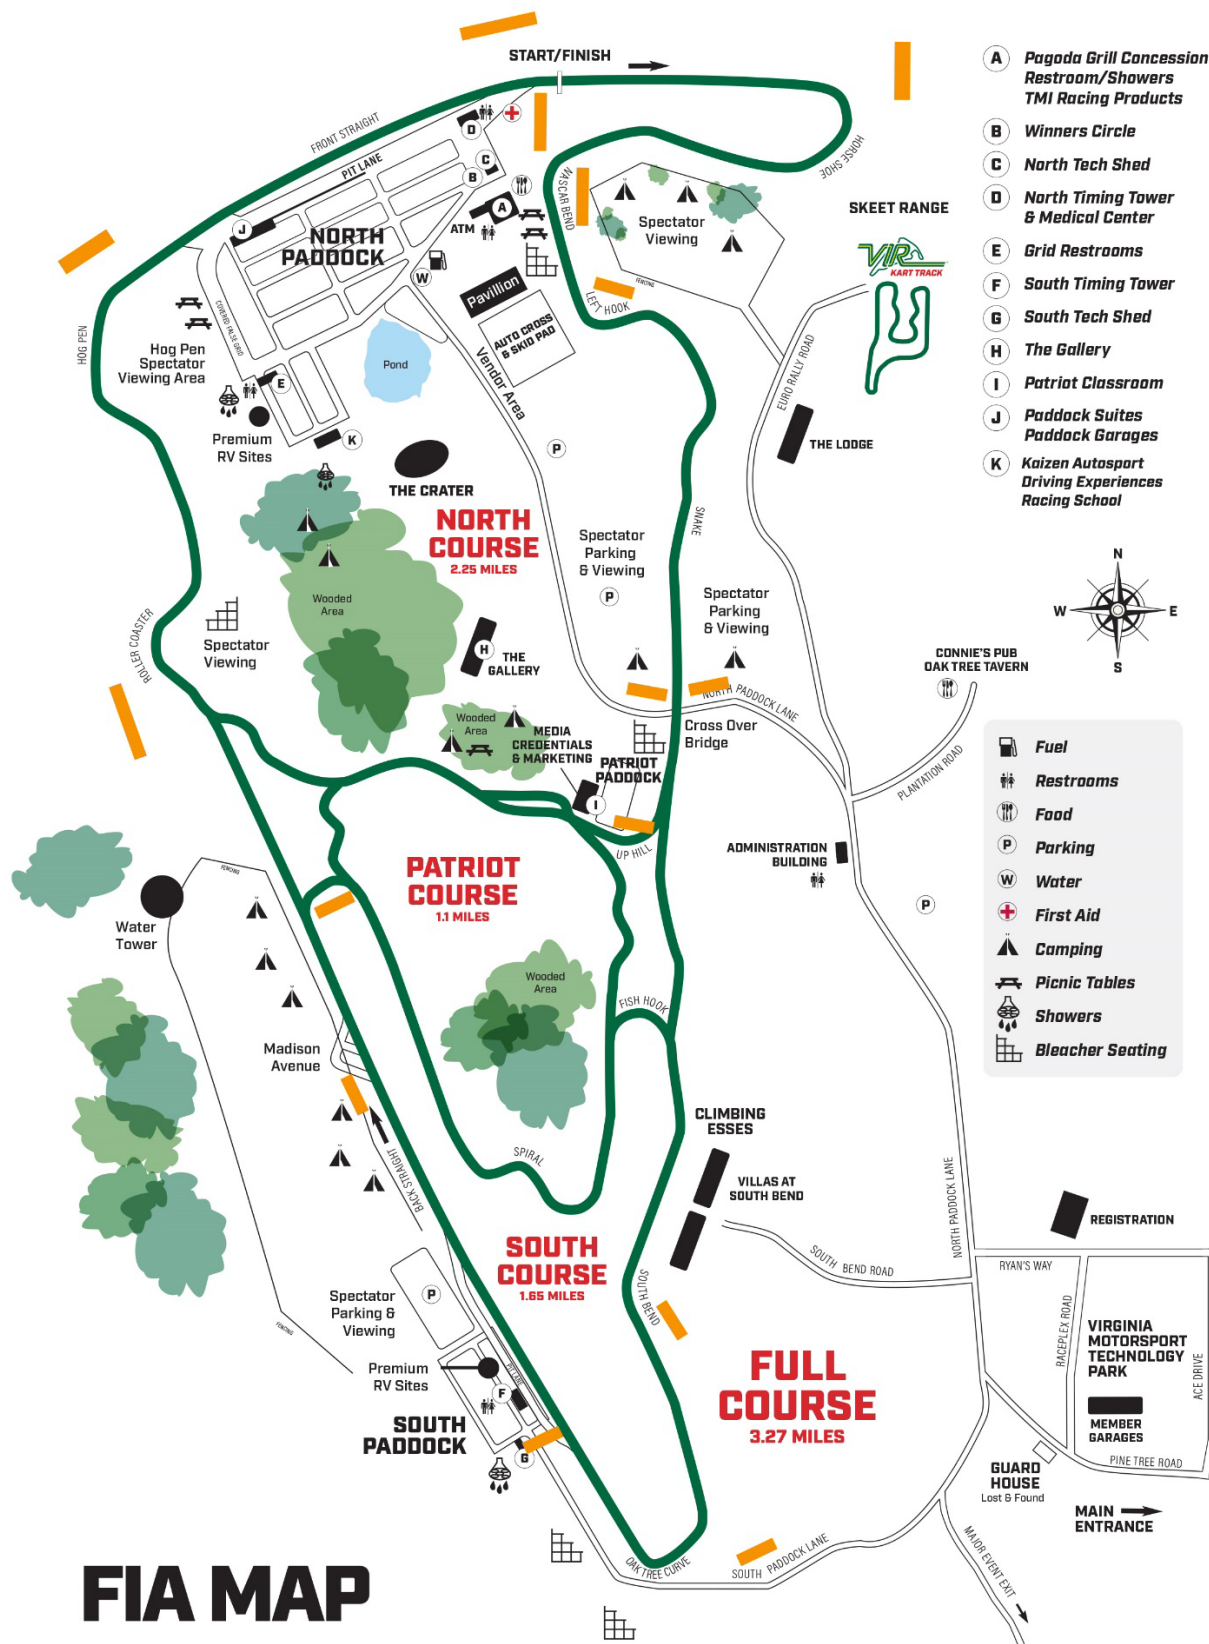 START/FINISH
FRONT STRAIGHT
PIT LANE
HORSE SHOE
NASCAR BEND
D
C
B
A
ATM
J
NORTH
PADDOCK
W
Pavillion
AUTO CROSS
& SKID PAD
Spectator
Viewing
FENCING
LEFT HOOK
SKEET RANGE
VIR
KART TRACK
HOG PEN
COVERED FALSE GRID
Hog Pen
Spectator
Viewing Area
E
Premium
RV Sites
K
Pond
Vendor Area
P
THE CRATER
EURO RALLY ROAD
THE LODGE
SNAKE
NORTH
COURSE
2.25 MILES
Spectator
Parking
& Viewing
P
Spectator
Parking
& Viewing
Wooded
Area
ROLLER COASTER
Spectator
Viewing
H
THE
GALLERY
CONNIE'S PUB
OAK TREE TAVERN
NORTH PADDOCK LANE
Cross Over
Bridge
Wooded
Area
MEDIA
CREDENTIALS
& MARKETING
PATRIOT
PADDOCK
I
PLANTATION ROAD
UP HILL
ADMINISTRATION
BUILDING
P
PATRIOT
COURSE
1.1 MILES
FENCING
Water
Tower
Wooded
Area
FISH HOOK
Madison
Avenue
BACK STRAIGHT
SPIRAL
CLIMBING
ESSES
VILLAS AT
SOUTH BEND
SOUTH BEND ROAD
NORTH PADDOCK LANE
REGISTRATION
RYAN'S WAY
RACEPLEX ROAD
ACE DRIVE
VIRGINIA
MOTORSPORT
TECHNOLOGY
PARK
MEMBER
GARAGES
PINE TREE ROAD
GUARD
HOUSE
Lost & Found
MAIN
ENTRANCE
MAJOR EVENT EXIT
SOUTH
COURSE
1.65 MILES
SOUTH BEND
Spectator
Parking &
Viewing
P
FENCING
PIT LANE
Premium
RV Sites
F
SOUTH
PADDOCK
G
FULL
COURSE
3.27 MILES
OAK TREE CURVE
SOUTH PADDOCK LANE
FIA MAP
A Pagoda Grill Concession
Restroom/Showers
TMI Racing Products
B Winners Circle
C North Tech Shed
D North Timing Tower
& Medical Center
E Grid Restrooms
F South Timing Tower
G South Tech Shed
H The Gallery
I Patriot Classroom
J Paddock Suites
Paddock Garages
K Kaizen Autosport
Driving Experiences
Racing School
N
W E
S
Fuel
Restrooms
Food
P Parking
W Water
First Aid
Camping
Picnic Tables
Showers
Bleacher Seating